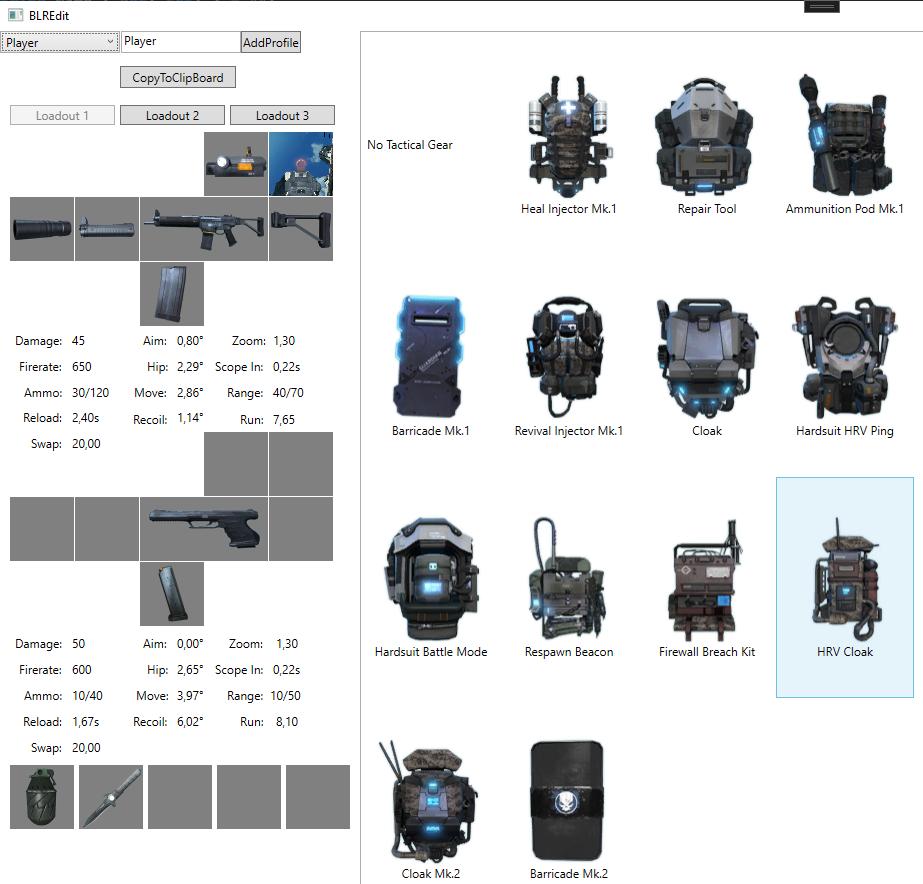 BLREdit
Player Player AddProfile
CopyToClipBoard
Loadout 1 Loadout 2 Loadout 3
Damage: 45 Aim: 0,80° Zoom: 1,30
Firerate: 650 Hip: 2,29° Scope In: 0,22s
Ammo: 30/120 Move: 2,86° Range: 40/70
Reload: 2,40s Recoil: 1,14° Run: 7,65
Swap: 20,00
Damage: 50 Aim: 0,00° Zoom: 1,30
Firerate: 600 Hip: 2,65° Scope In: 0,22s
Ammo: 10/40 Move: 3,97° Range: 10/50
Reload: 1,67s Recoil: 6,02° Run: 8,10
Swap: 20,00
No Tactical Gear
Heal Injector Mk.1
Repair Tool
Ammunition Pod Mk.1
Barricade Mk.1
Revival Injector Mk.1
Cloak
Hardsuit HRV Ping
Hardsuit Battle Mode
Respawn Beacon
Firewall Breach Kit
HRV Cloak
Cloak Mk.2
Barricade Mk.2